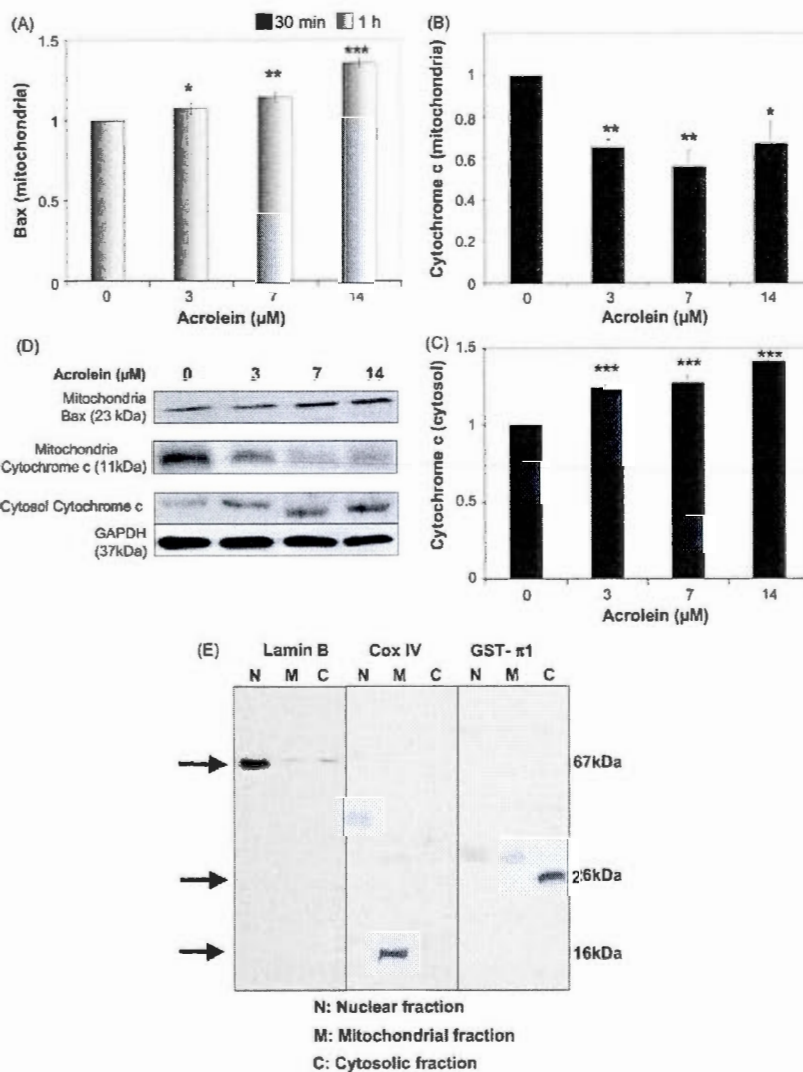 (A)
30 min 1 h
Bax (mitochondria)
1.5
1
0.5
0
* ** ***
0 3 7 14
Acrolein (µM)
(B)
Cytochrome c (mitochondria)
1
0.8
0.6
0.4
0.2
0
** ** *
0 3 7 14
Acrolein (µM)
(C)
Cytochrome c (cytosol)
1.5
1
0.5
0
*** *** ***
0 3 7 14
Acrolein (µM)
(D)
Acrolein (µM) 0 3 7 14
Mitochondria
Bax (23 kDa)
Mitochondria
Cytochrome c (11kDa)
Cytosol Cytochrome c
GAPDH
(37kDa)
(E)
Lamin B Cox IV GST- π1
N M C N M C N M C
67kDa
26kDa
16kDa
N: Nuclear fraction
M: Mitochondrial fraction
C: Cytosolic fraction